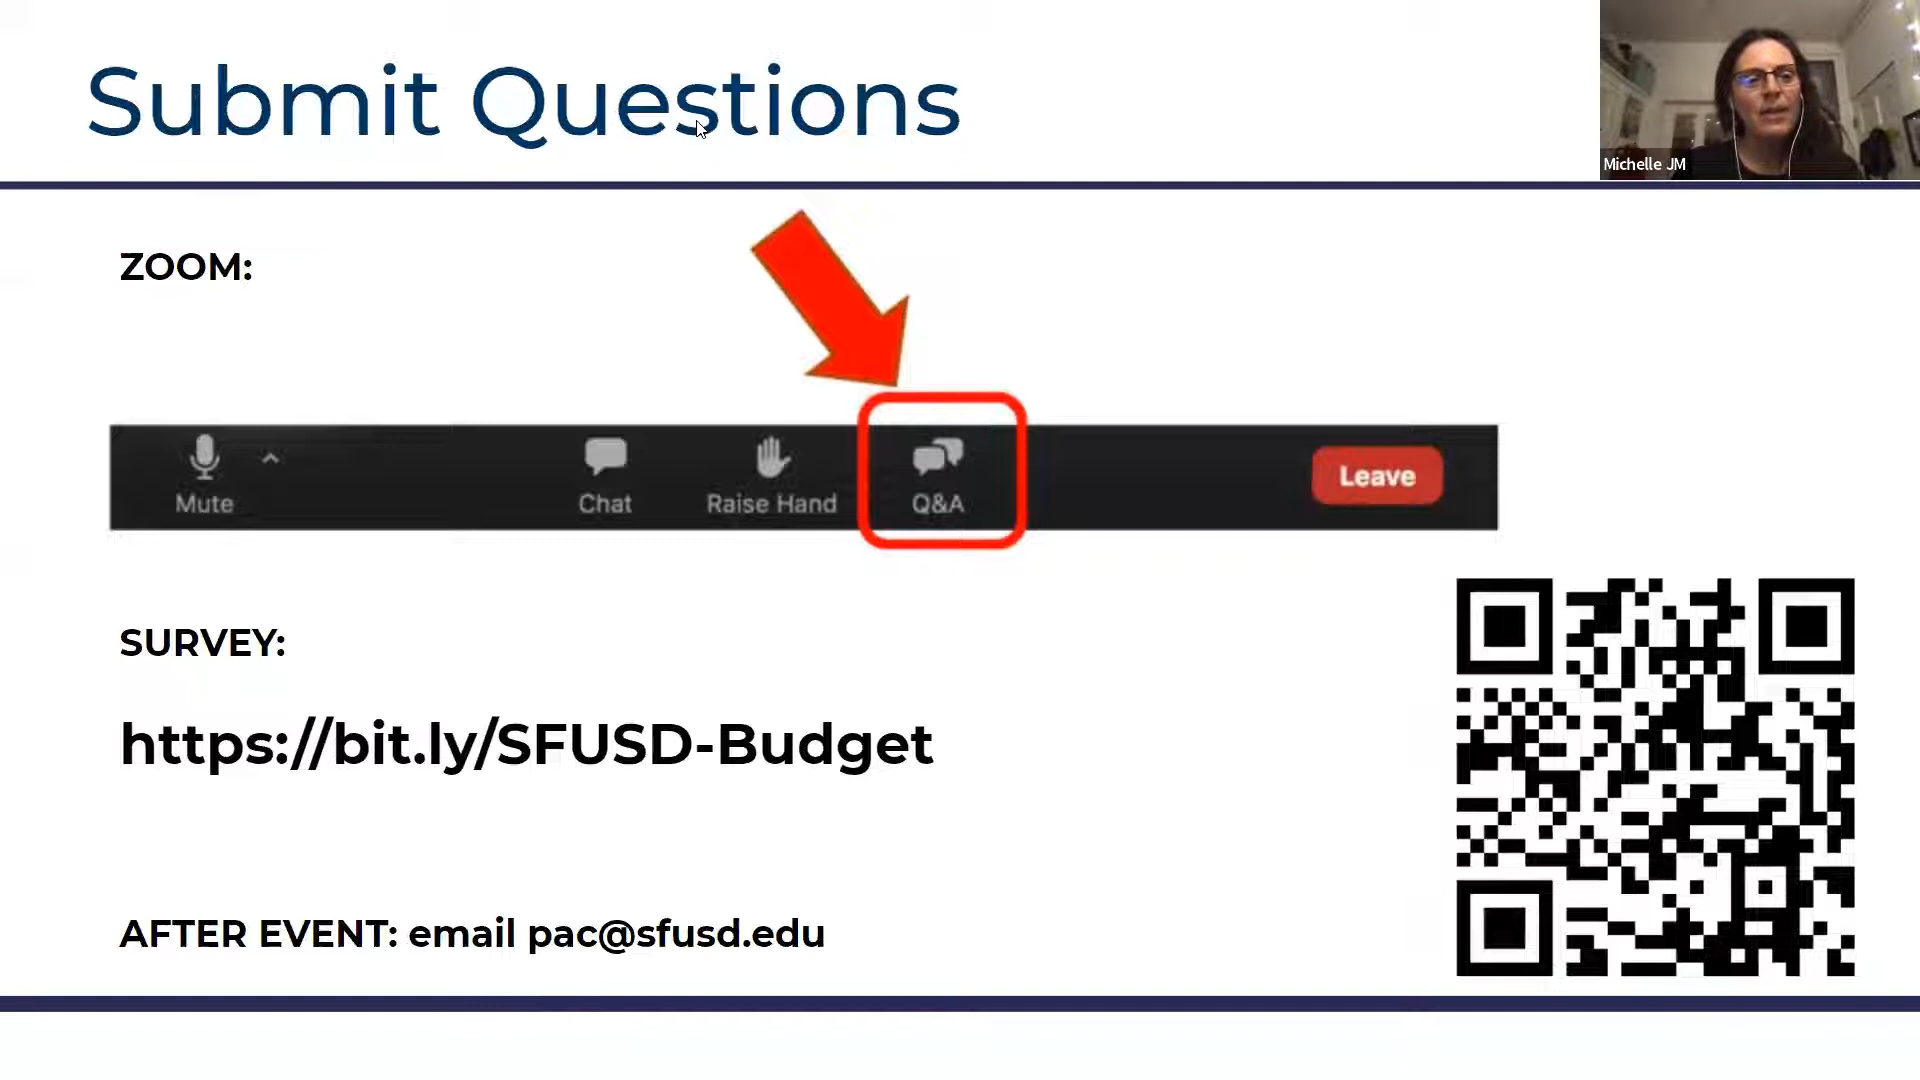 Submit Questions
Michelle JM
ZOOM:
Mute
Chat
Raise Hand
Q&A
Leave
SURVEY:
https://bit.ly/SFUSD-Budget
AFTER EVENT: email pac@sfusd.edu